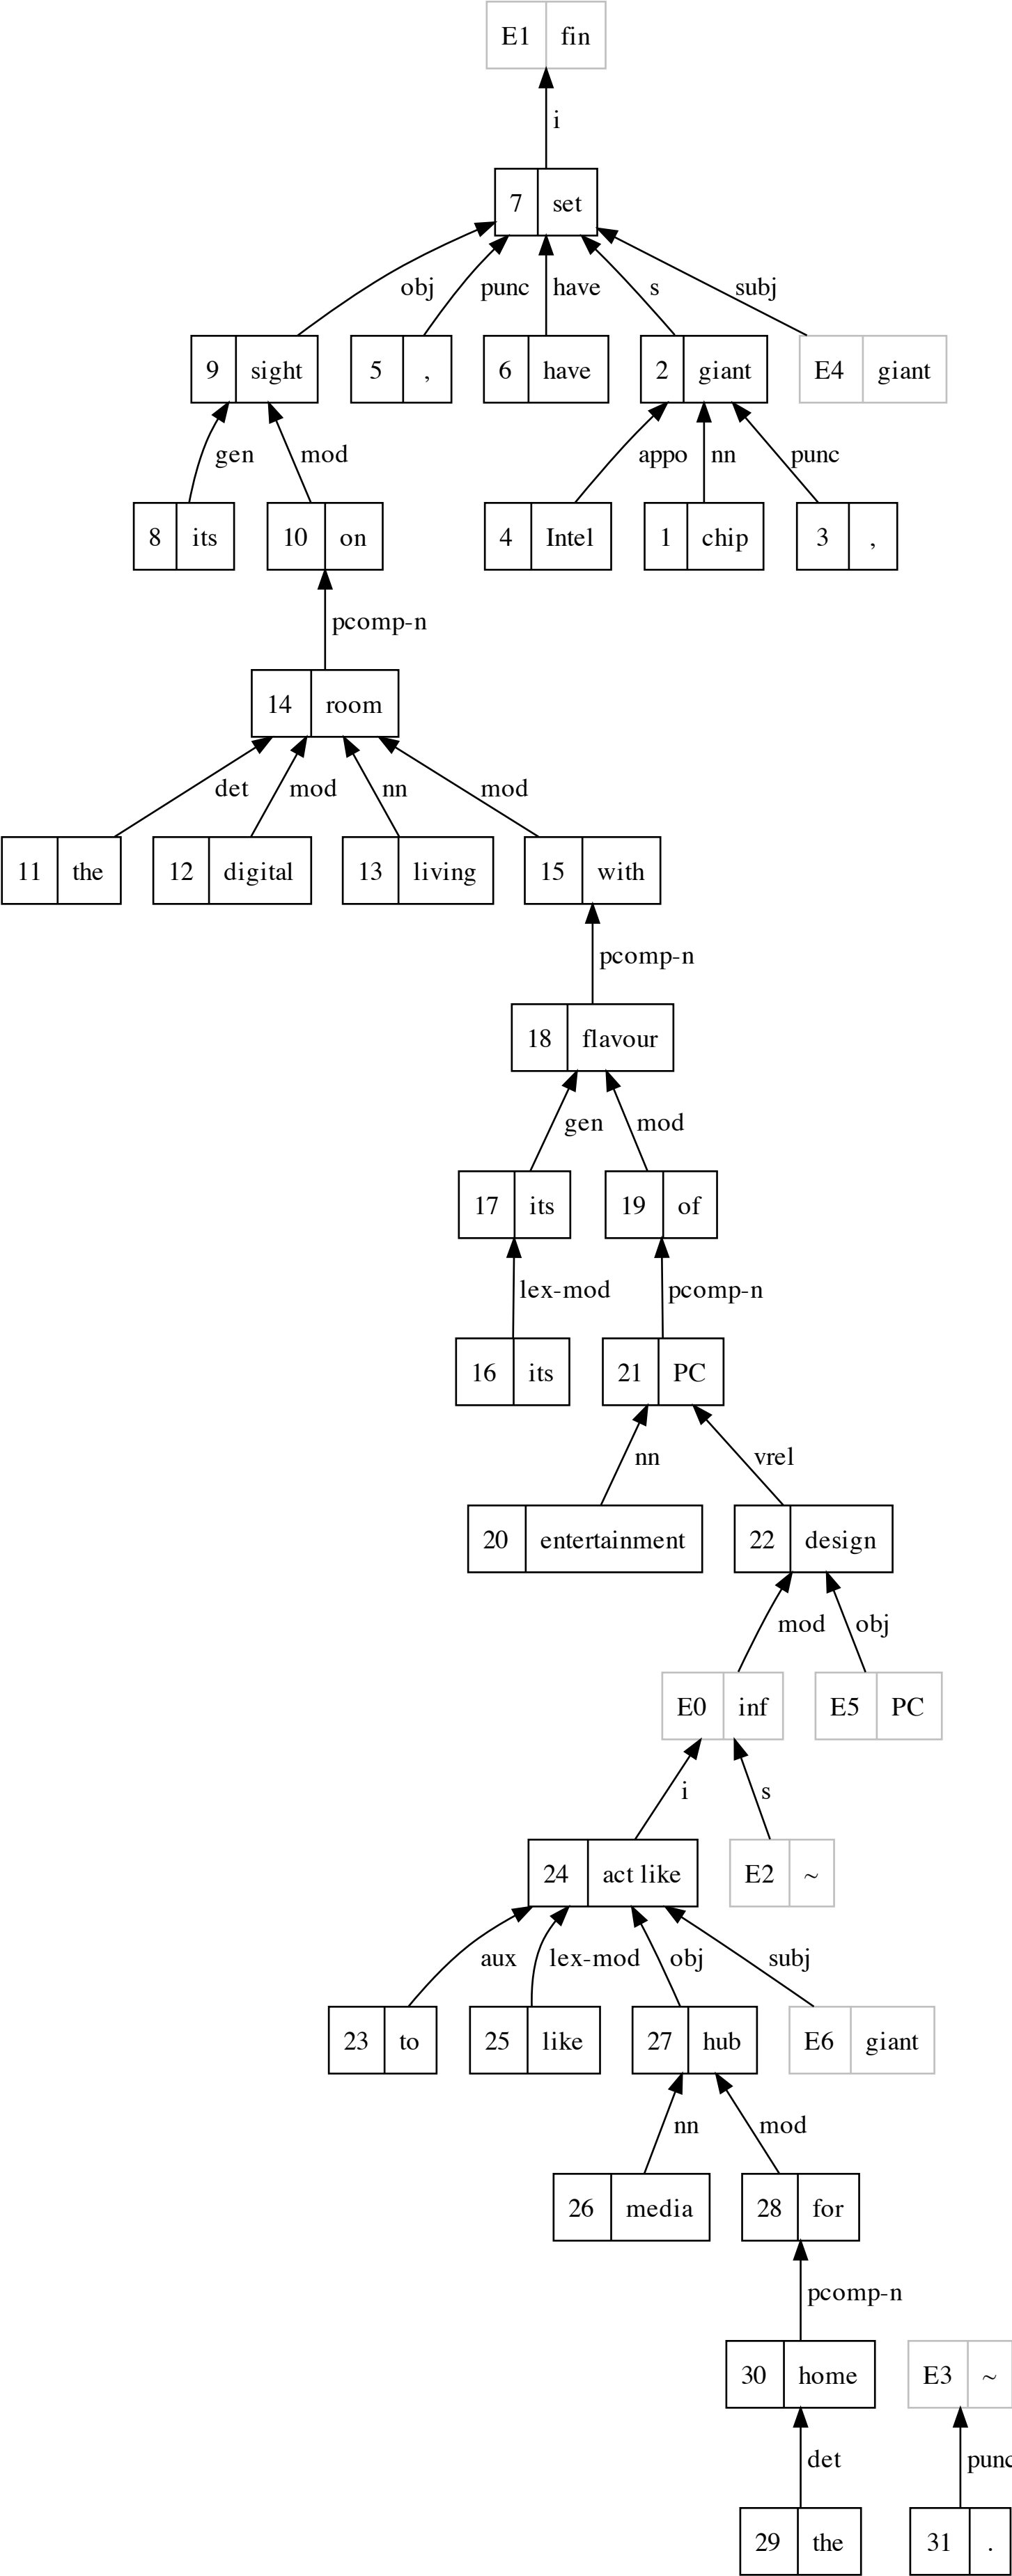 E1 fin
i
7 set
obj punc have s subj
9 sight 5 , 6 have 2 giant E4 giant
gen mod appo nn punc
8 its 10 on 4 Intel 1 chip 3 ,
pcomp-n
14 room
det mod nn mod
11 the 12 digital 13 living 15 with
pcomp-n
18 flavour
gen mod
17 its 19 of
lex-mod pcomp-n
16 its 21 PC
nn vrel
20 entertainment 22 design
mod obj
E0 inf E5 PC
i s
24 act like E2 ~
aux lex-mod obj subj
23 to 25 like 27 hub E6 giant
nn mod
26 media 28 for
pcomp-n
30 home E3 ~
det punc
29 the 31 .